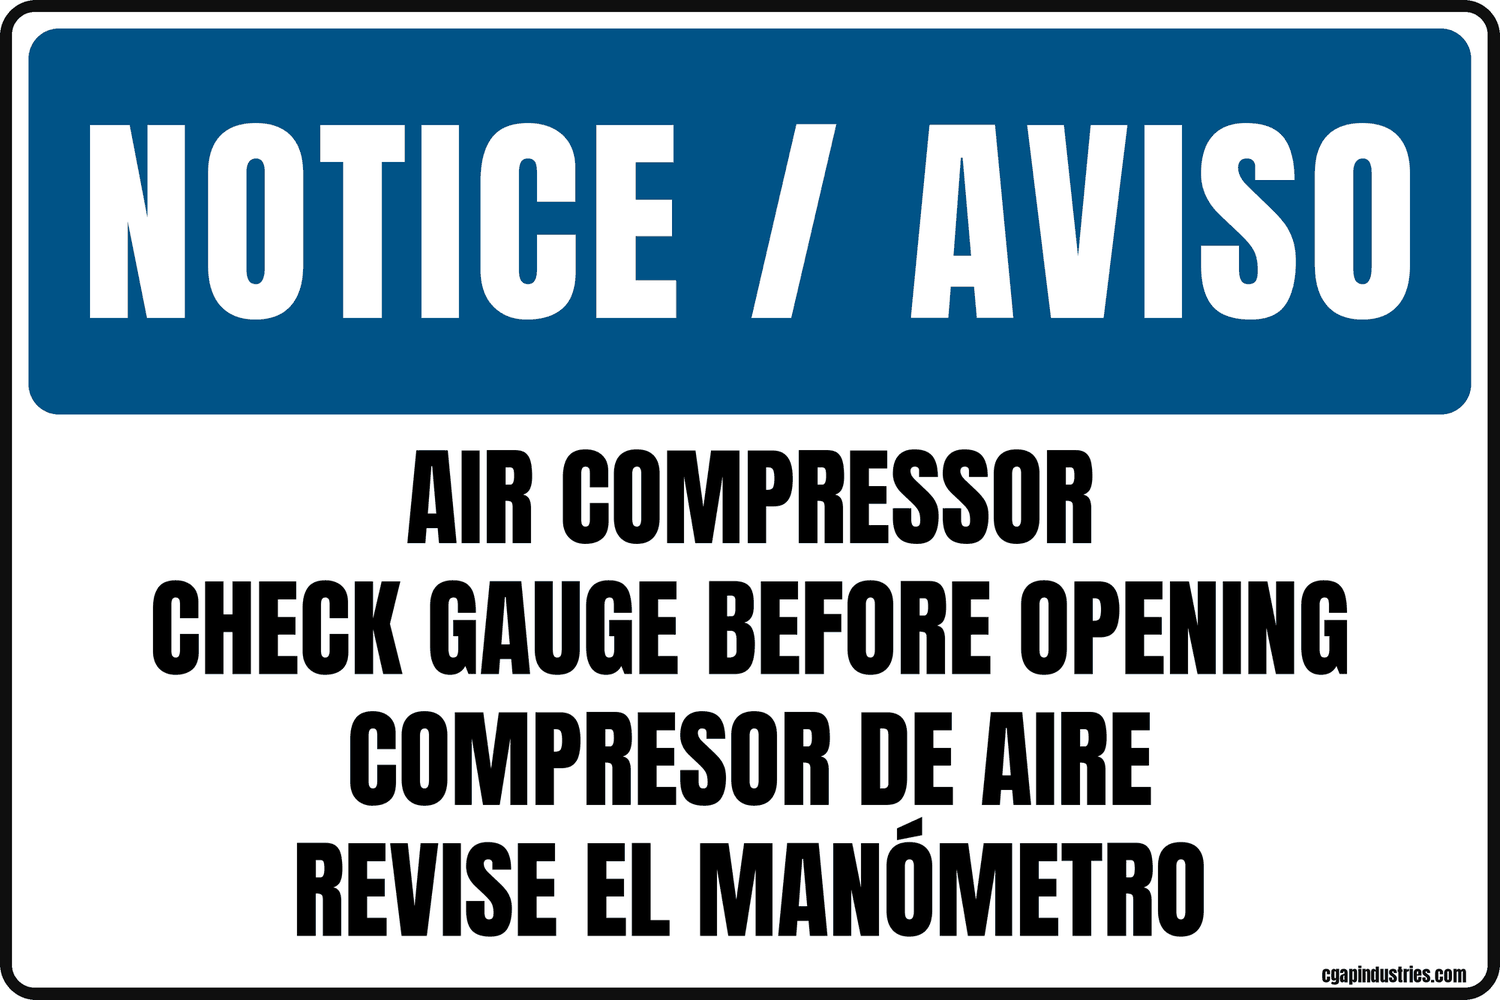 NOTICE / AVISO
AIR COMPRESSOR
CHECK GAUGE BEFORE OPENING
COMPRESOR DE AIRE
REVISE EL MANÓMETRO
cgapindustries.com